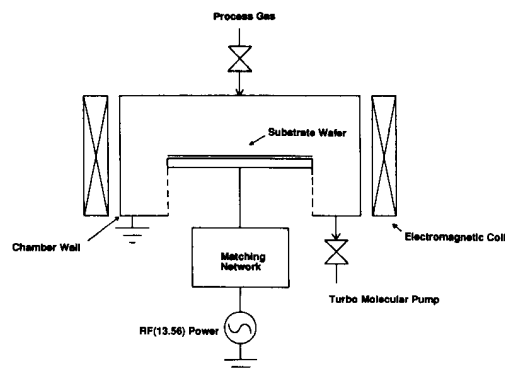 Process Gas
Substrate Wafer
Chamber Wall
Electromagnetic Coil
Matching
Network
Turbo Molecular Pump
RF(13.56) Power